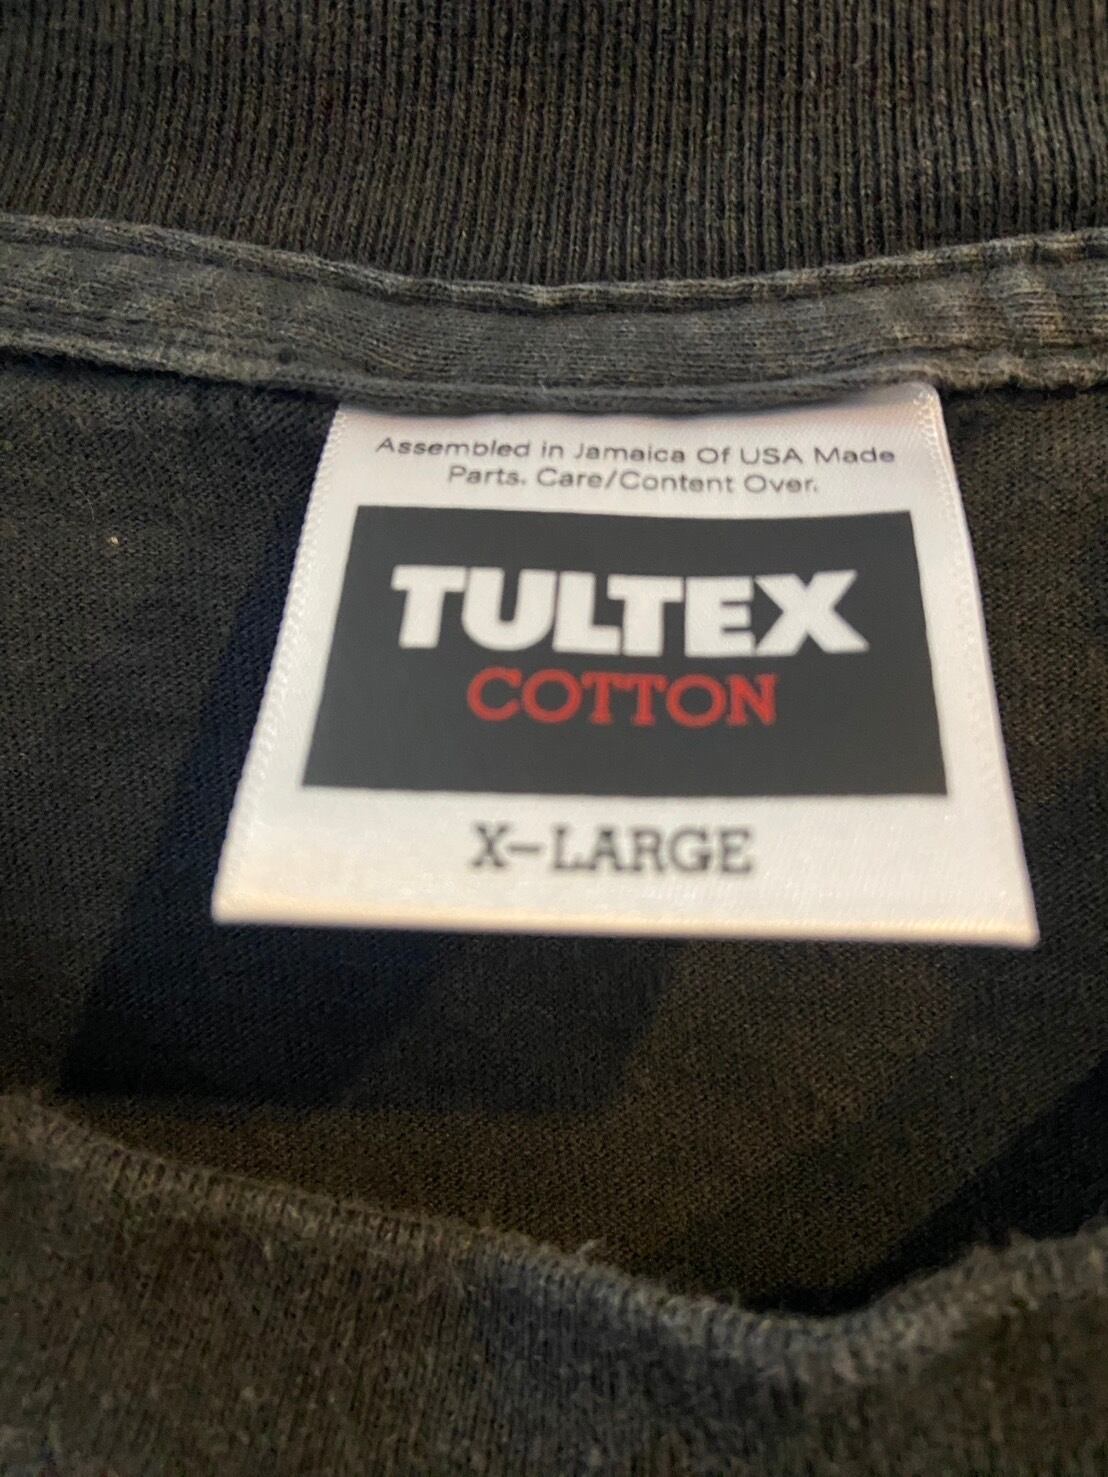 Assembled in Jamaica Of USA Made
Parts. Care/Content Over.
TULTEX
COTTON
X-LARGE